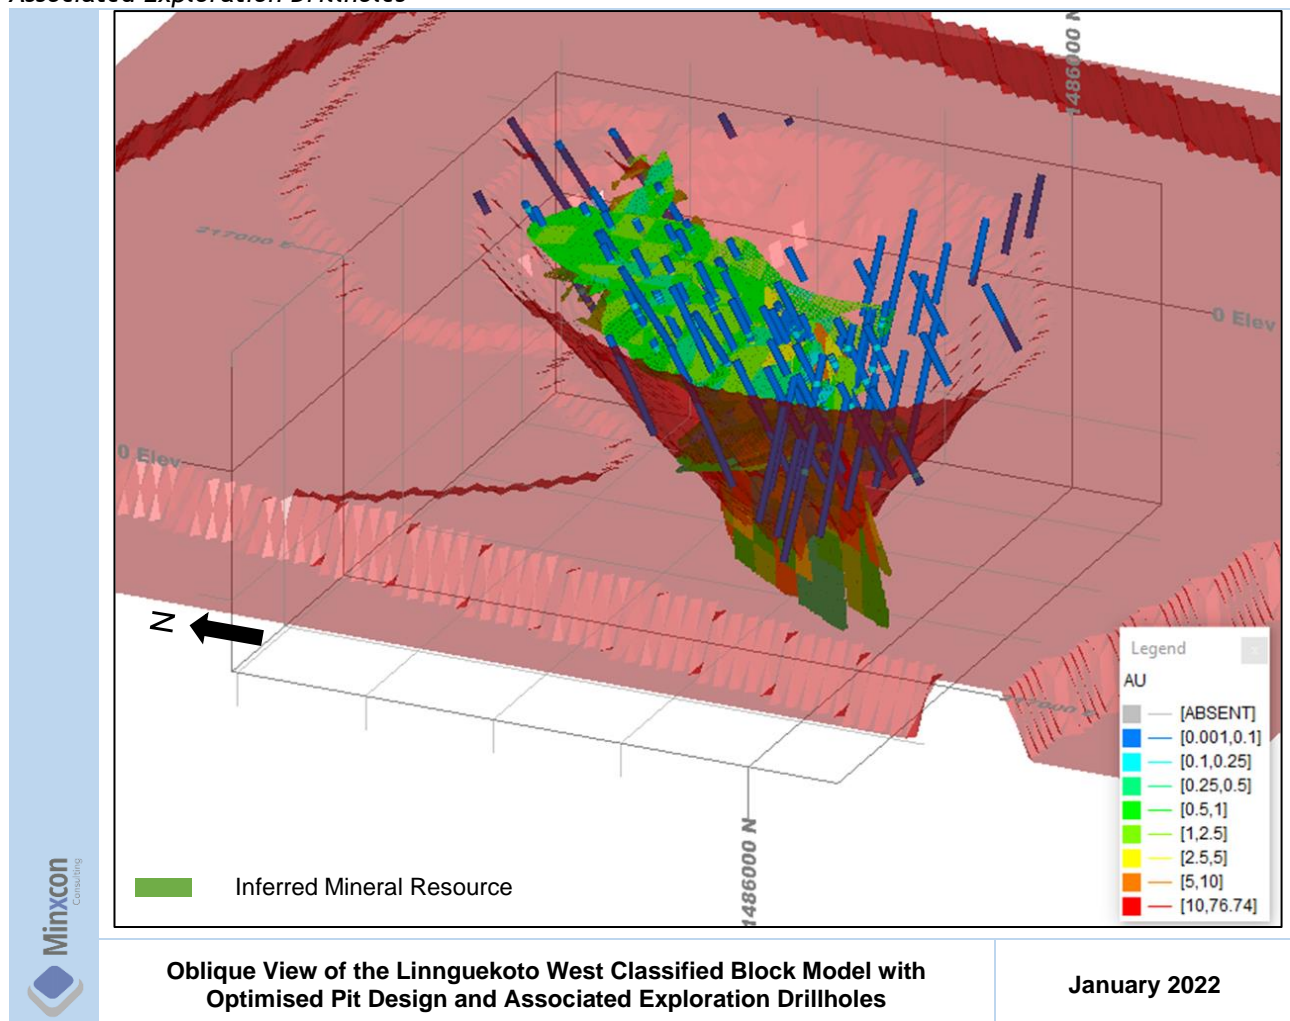 Associated Exploration Drillholes
1486000 N
217000 E
0 Elev
0 Elev
N
Legend
AU
[ABSENT]
[0.001,0.1]
[0.1,0.25]
[0.25,0.5]
[0.5,1]
[1,2.5]
[2.5,5]
[5,10]
[10,76.74]
1486000 N
Inferred Mineral Resource
Minxcon
Consulting
Oblique View of the Linnguekoto West Classified Block Model with
Optimised Pit Design and Associated Exploration Drillholes
January 2022